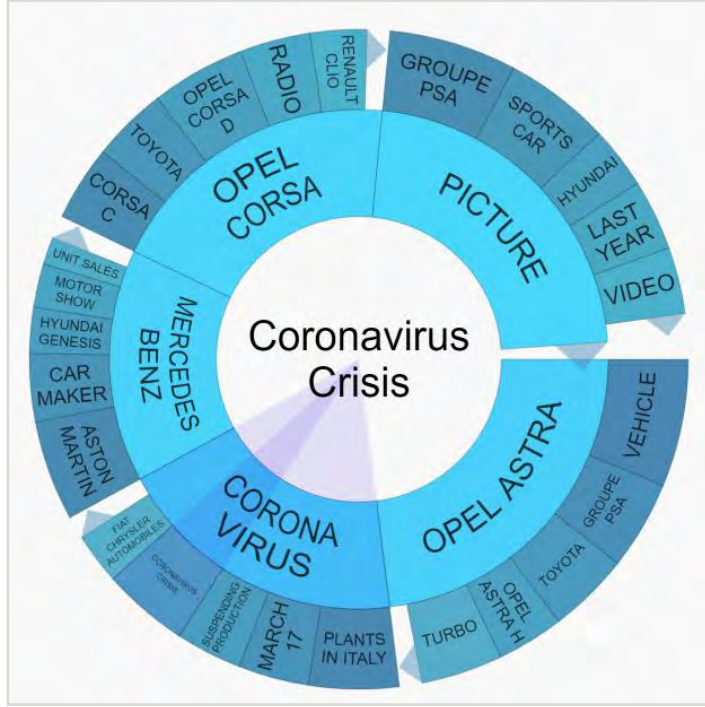 Coronavirus
Crisis
PICTURE
GROUPE
PSA
SPORTS
CAR
HYUNDAI
LAST
YEAR
VIDEO
OPEL ASTRA
VEHICLE
GROUPE
PSA
TOYOTA
OPEL
ASTRA H
TURBO
CORONA
VIRUS
PLANTS
IN ITALY
MARCH
17
SUSPENDING
PRODUCTION
CORONAVIRUS
CRISIS
FIAT
CHRYSLER
AUTOMOBILES
MERCEDES
BENZ
ASTON
MARTIN
CAR
MAKER
HYUNDAI
GENESIS
MOTOR
SHOW
UNIT SALES
OPEL
CORSA
CORSA
C
TOYOTA
OPEL
CORSA
D
RADIO
RENAULT
CLIO